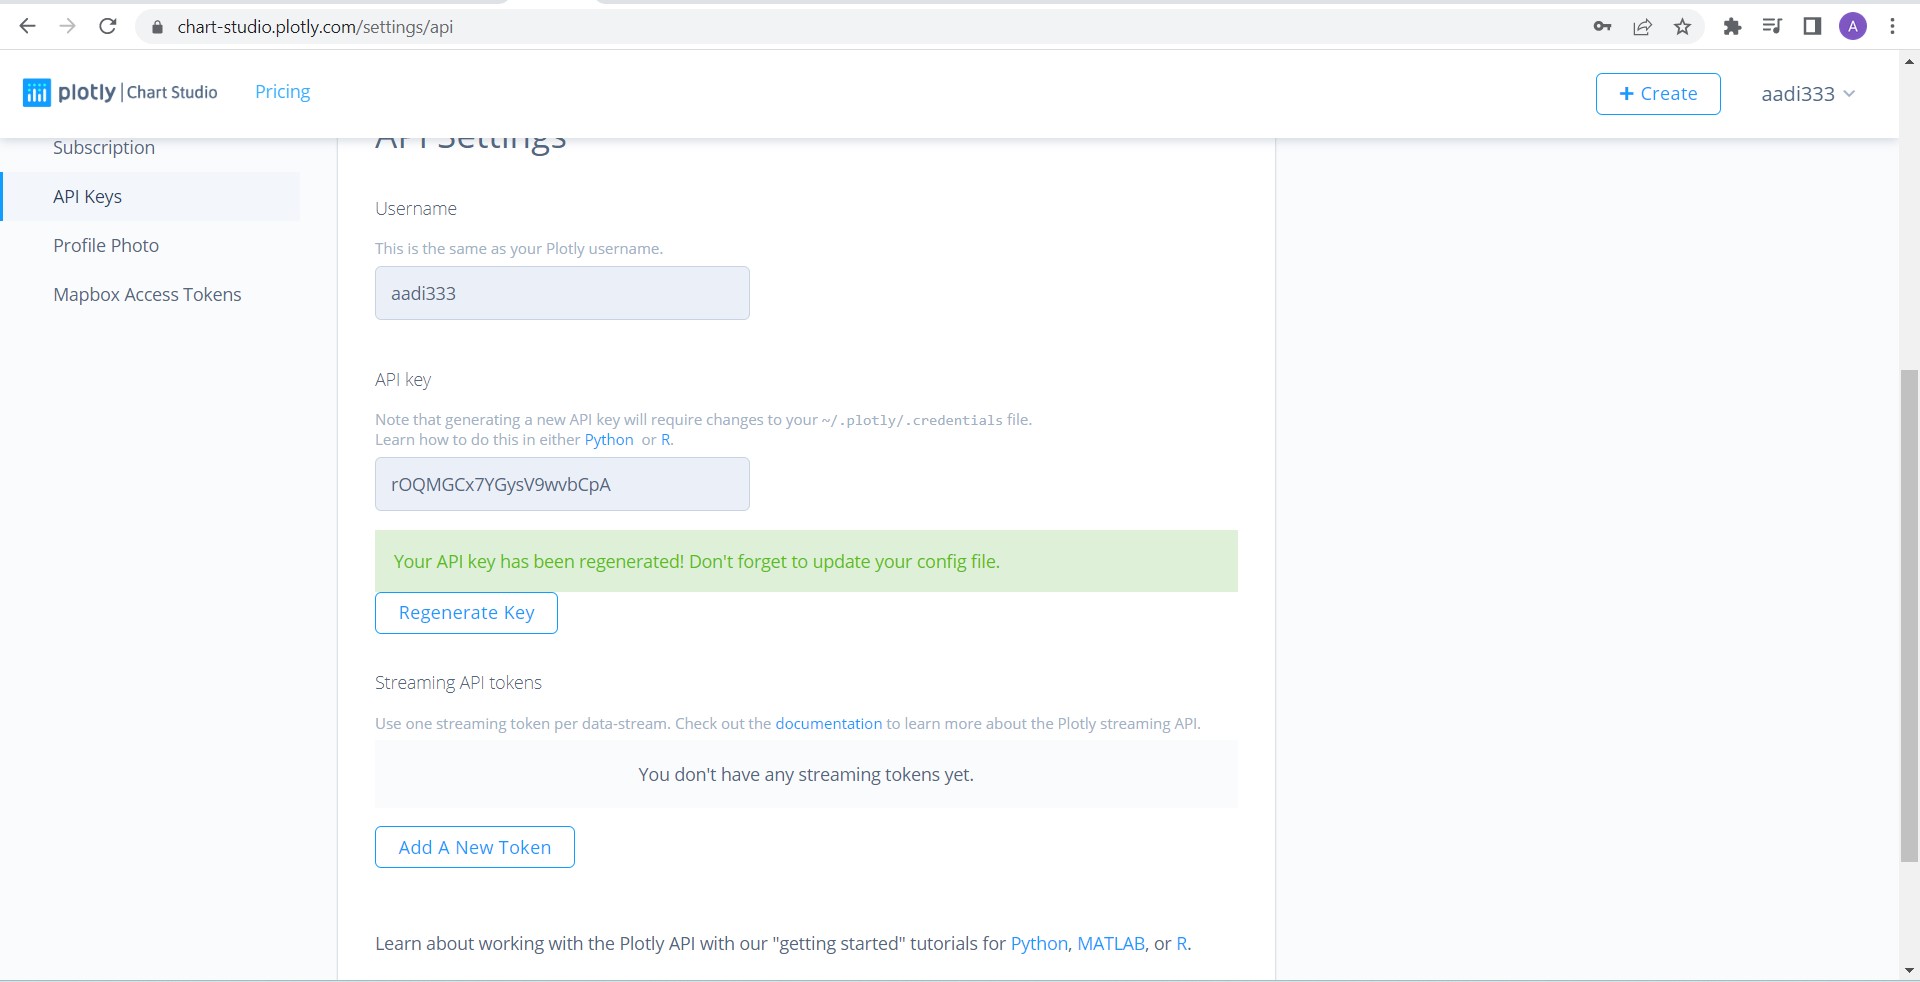 chart-studio.plotly.com/settings/api
A
plotly | Chart Studio
Pricing
+ Create
aadi333
Subscription
API Keys
Profile Photo
Mapbox Access Tokens
API Settings
Username
This is the same as your Plotly username.
aadi333
API key
Note that generating a new API key will require changes to your ~/.plotly/.credentials file.
Learn how to do this in either Python or R.
rOQMGCx7YGysV9wvbCpA
Your API key has been regenerated! Don't forget to update your config file.
Regenerate Key
Streaming API tokens
Use one streaming token per data-stream. Check out the documentation to learn more about the Plotly streaming API.
You don't have any streaming tokens yet.
Add A New Token
Learn about working with the Plotly API with our "getting started" tutorials for Python, MATLAB, or R.